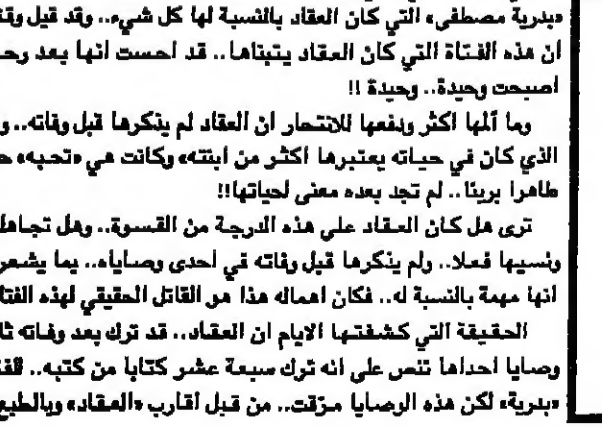 «بدرية مصطفى» التي كان العقاد بالنسبة لها كل شيء.. وقد قيل
ان هذه الفتاة التي كان العقاد يتبناها.. قد احست انها بعد
اصبحت وحيدة.. وحيدة !!
وما آلمها اكثر ودفعها للانتحار ان العقاد لم يذكرها قبل وفاته..
الذي كان في حياته يعتبرها اكثر من ابنته» وكانت هي «تحبه»
طاهرا بريئا.. لم تجد بعده معنى لحياتها!!
ترى هل كان العقاد على هذه الدرجة من القسوة.. وهل
ونسيها فعلا.. ولم يذكرها قبل وفاته في احدى وصاياه.. بما
انها مهمة بالنسبة له.. فكان اهماله هذا هو القاتل الحقيقي لهذه
الحقيقة التي كشفتها الايام ان العقاد.. قد ترك بعد وفاته
وصايا احداها تنص على انه ترك سبعة عشر كتابا من كتبه..
«بدرية» لكن هذه الوصايا مزقت.. من قبل اقارب «العقاد» وبالطبع